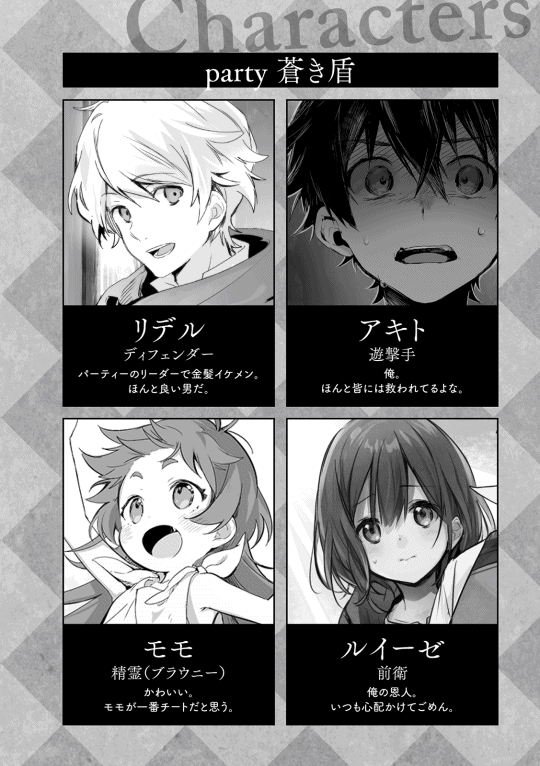 Characters
party 蒼き盾
リデル
ディフェンダー
パーティーのリーダーで金髪イケメン。
ほんと良い男だ。
アキト
遊撃手
俺。
ほんと皆には救われてるよな。
モモ
精霊(ブラウニー)
かわいい。
モモが一番チートだと思う。
ルイーゼ
前衛
俺の恩人。
いつも心配かけてごめん。